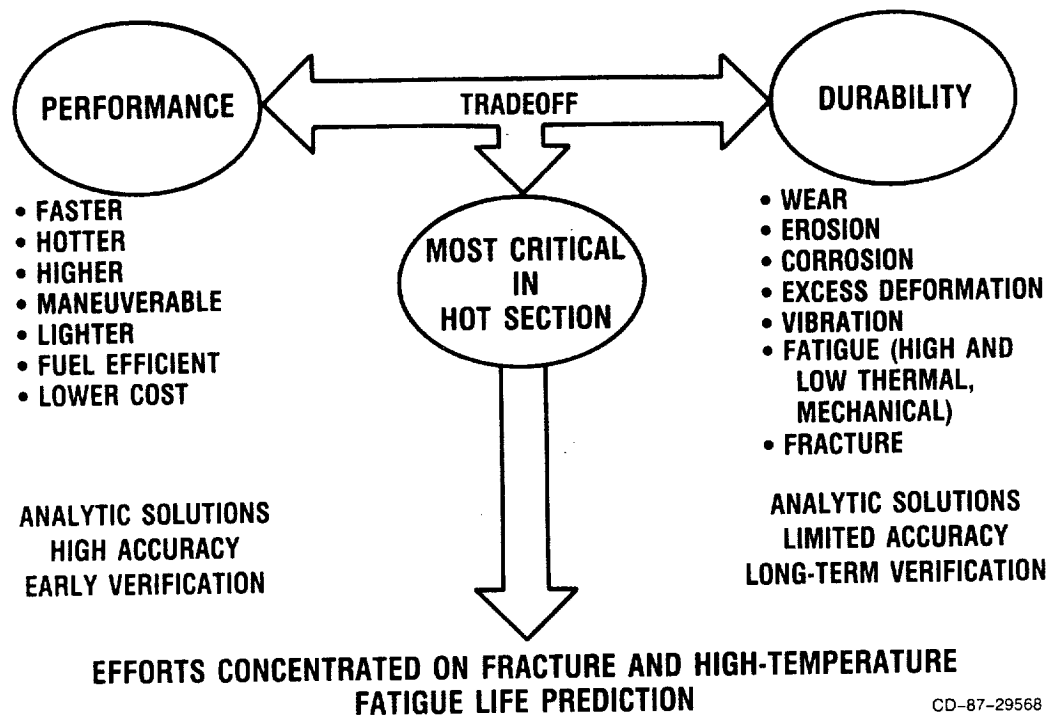 PERFORMANCE
TRADEOFF
DURABILITY
• FASTER
• HOTTER
• HIGHER
• MANEUVERABLE
• LIGHTER
• FUEL EFFICIENT
• LOWER COST
MOST CRITICAL
IN
HOT SECTION
• WEAR
• EROSION
• CORROSION
• EXCESS DEFORMATION
• VIBRATION
• FATIGUE (HIGH AND
LOW THERMAL,
MECHANICAL)
• FRACTURE
ANALYTIC SOLUTIONS
HIGH ACCURACY
EARLY VERIFICATION
ANALYTIC SOLUTIONS
LIMITED ACCURACY
LONG-TERM VERIFICATION
EFFORTS CONCENTRATED ON FRACTURE AND HIGH-TEMPERATURE
FATIGUE LIFE PREDICTION
CD-87-29568